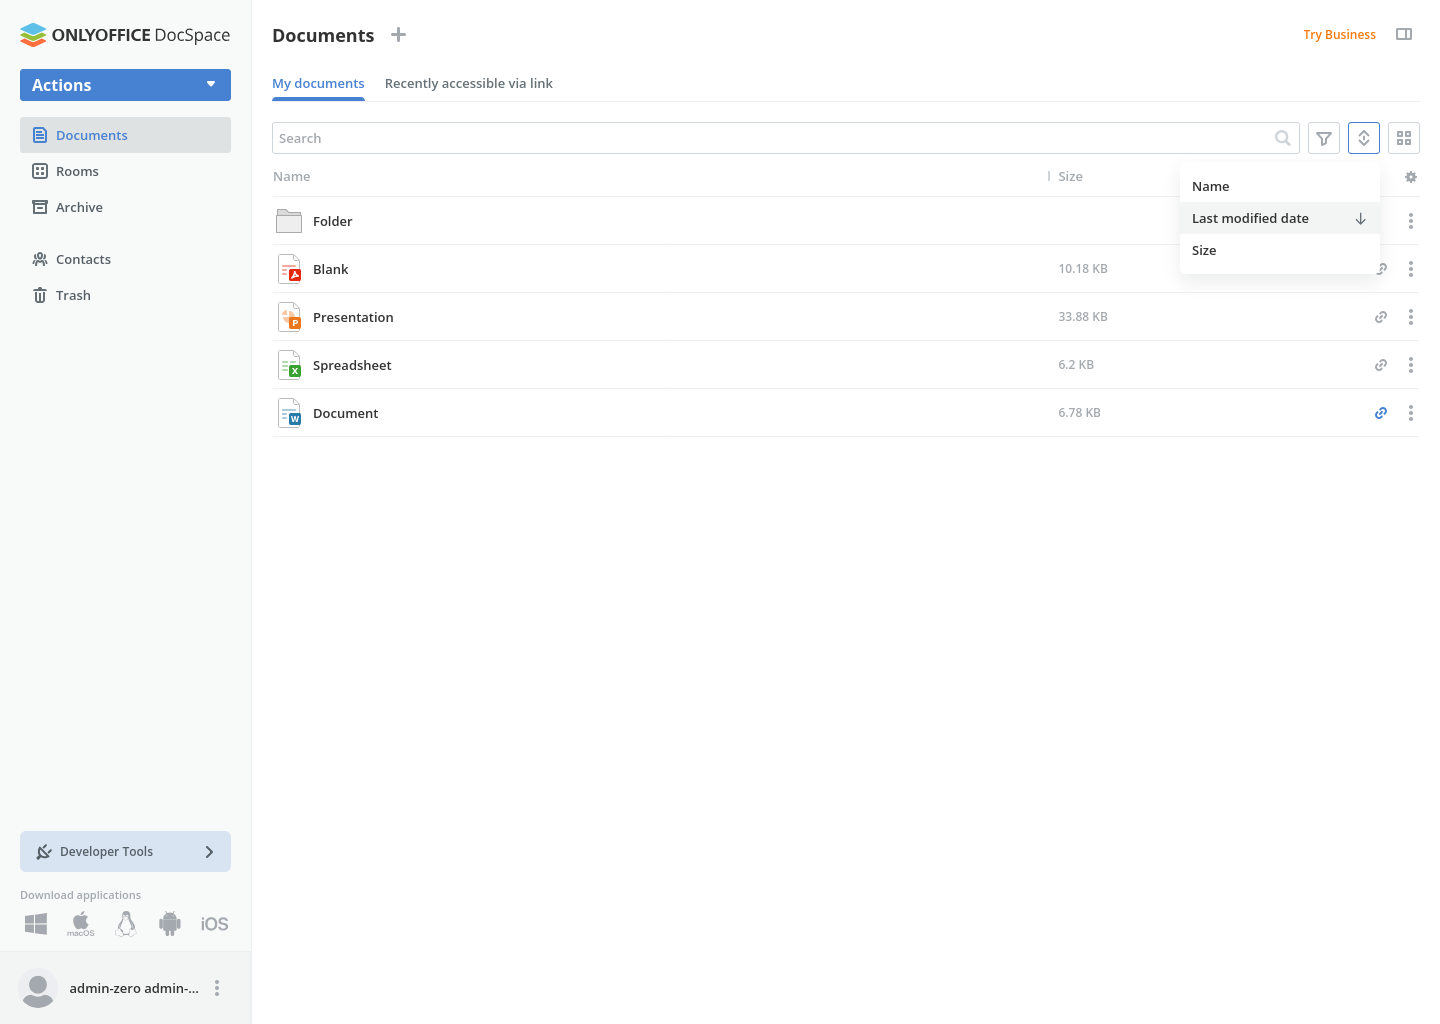 ONLYOFFICE DocSpace
Actions
Documents
Rooms
Archive
Contacts
Trash
Developer Tools
Download applications
macOS
iOS
admin-zero admin-...
Documents
Try Business
My documents
Recently accessible via link
Search
Name
Size
Name
Last modified date
Size
Folder
Blank
10.18 KB
Presentation
P
33.88 KB
Spreadsheet
X
6.2 KB
Document
W
6.78 KB